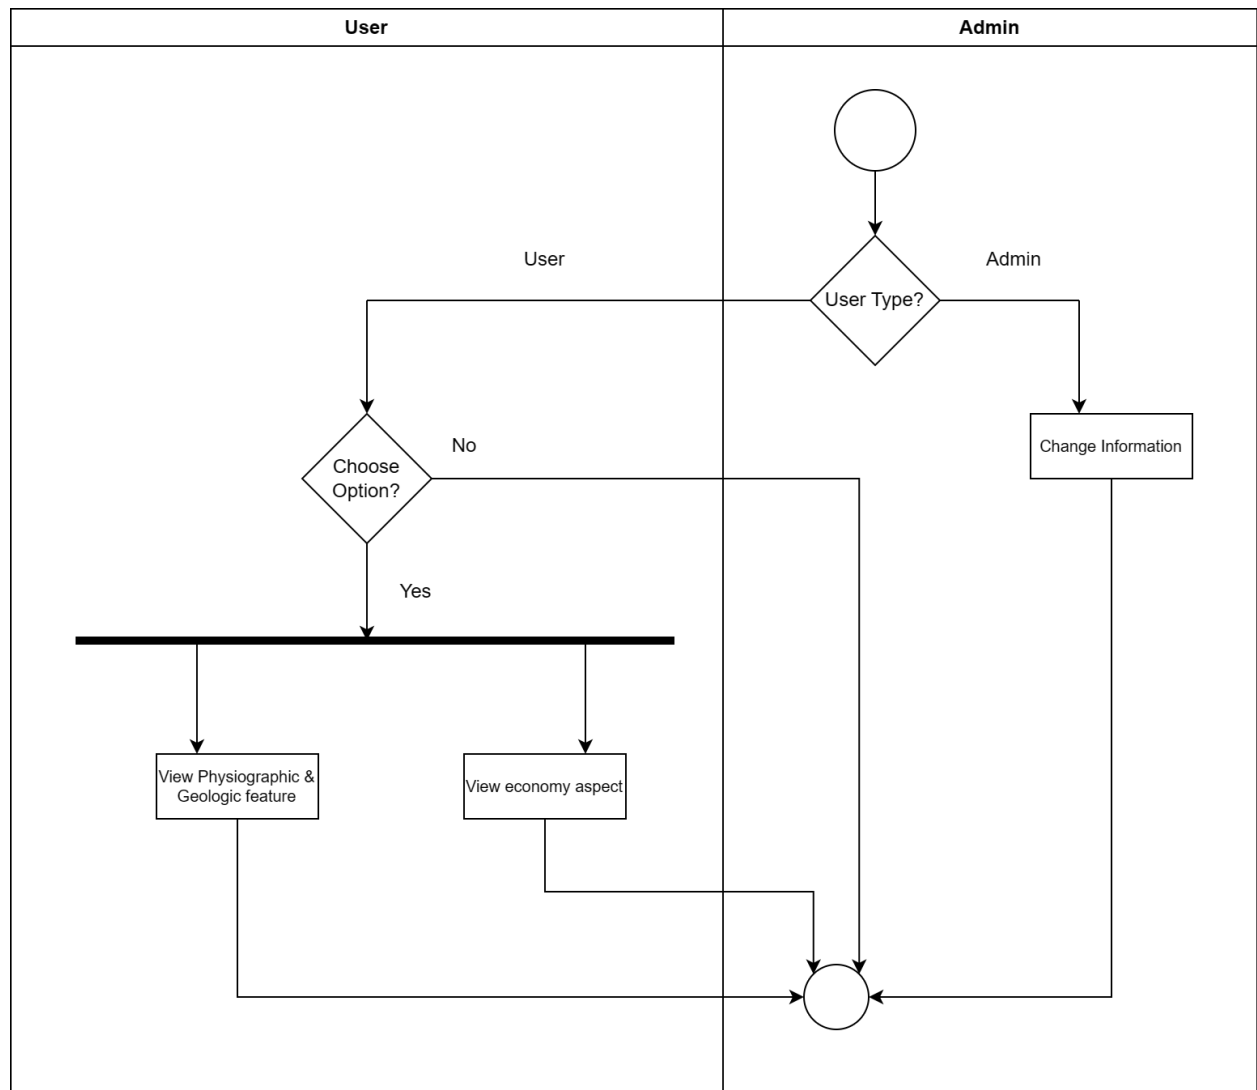 User
Admin
User
Admin
User Type?
Choose
Option?
No
Change Information
Yes
View Physiographic &
Geologic feature
View economy aspect